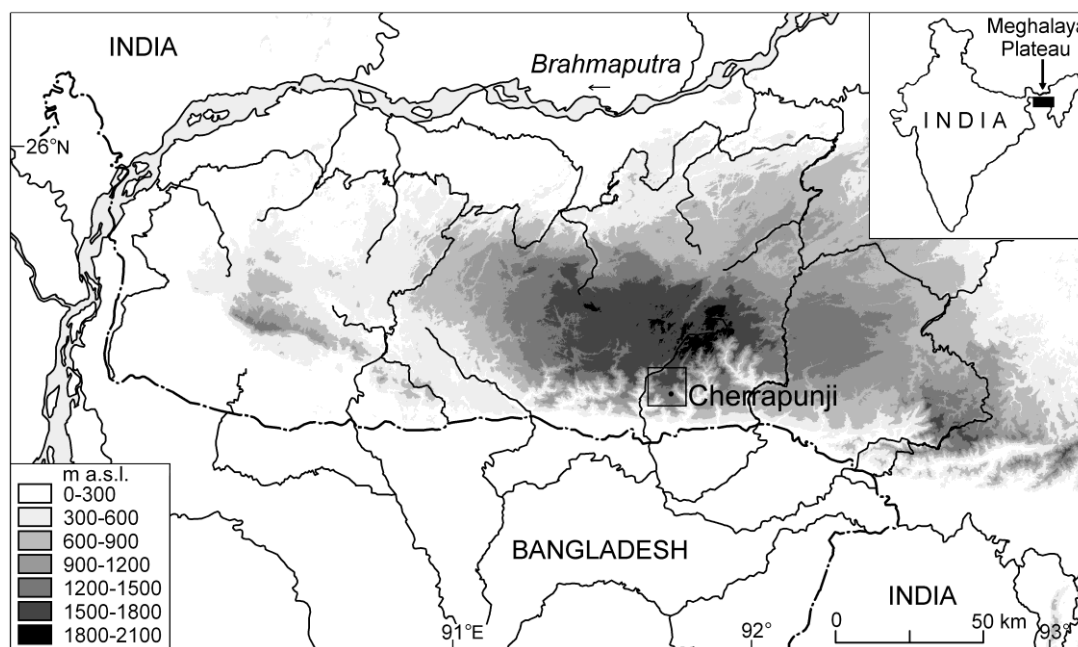 INDIA
Brahmaputra
←
26°N
Meghalaya
Plateau
INDIA
Cherrapunji
m a.s.l.
0-300
300-600
600-900
900-1200
1200-1500
1500-1800
1800-2100
BANGLADESH
INDIA
91°E
92°
93°
0 50 km